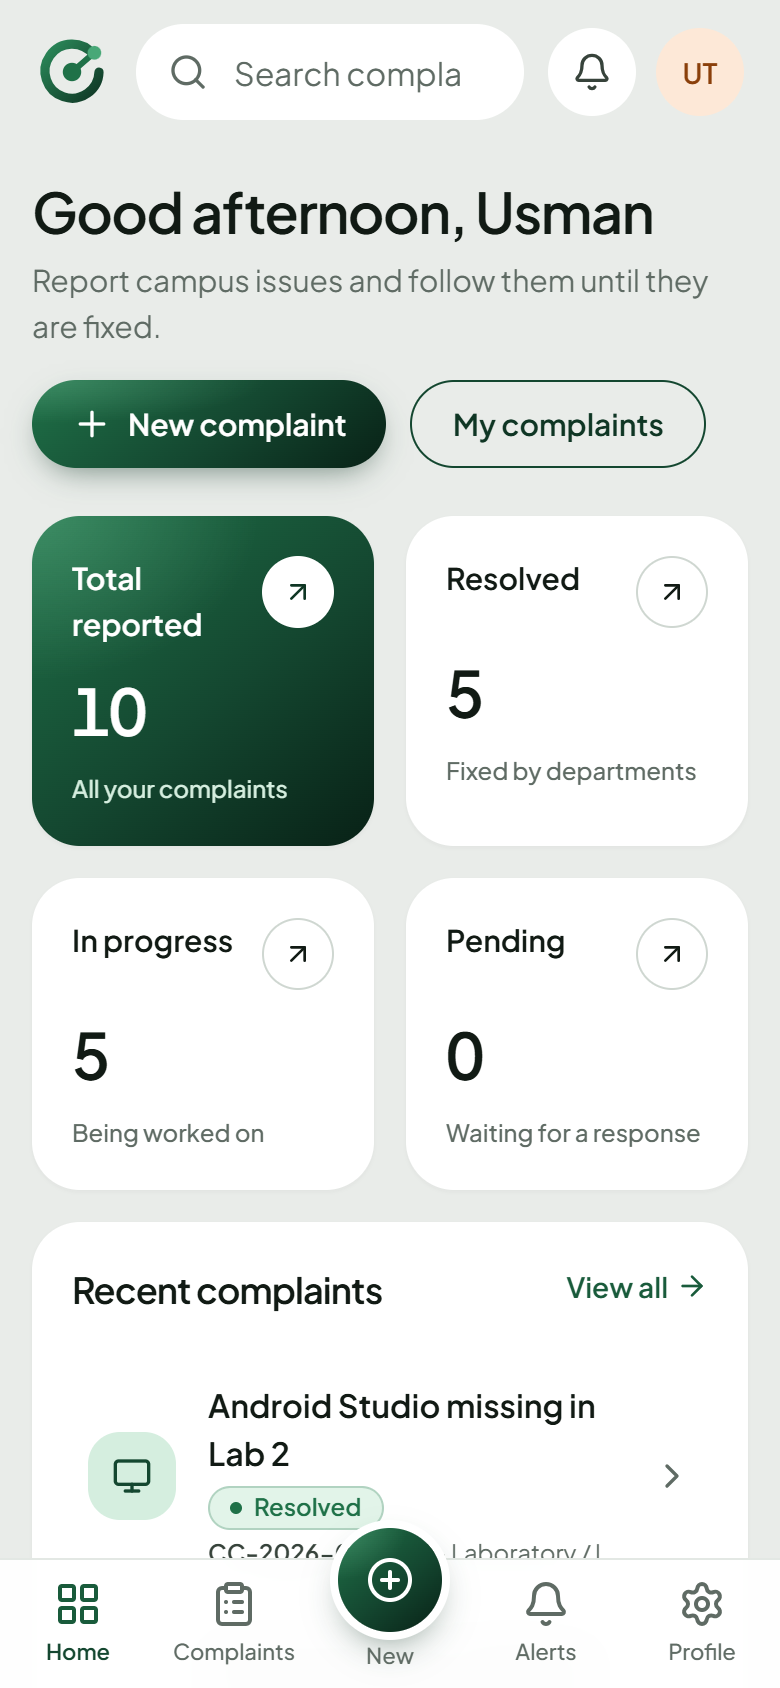 Search compla
UT
Good afternoon, Usman
Report campus issues and follow them until they
are fixed.
New complaint
My complaints
Total
reported
10
All your complaints
Resolved
5
Fixed by departments
In progress
5
Being worked on
Pending
0
Waiting for a response
Recent complaints
View all
Android Studio missing in
Lab 2
Resolved
CC-2026- Laboratory /
Home
Complaints
New
Alerts
Profile